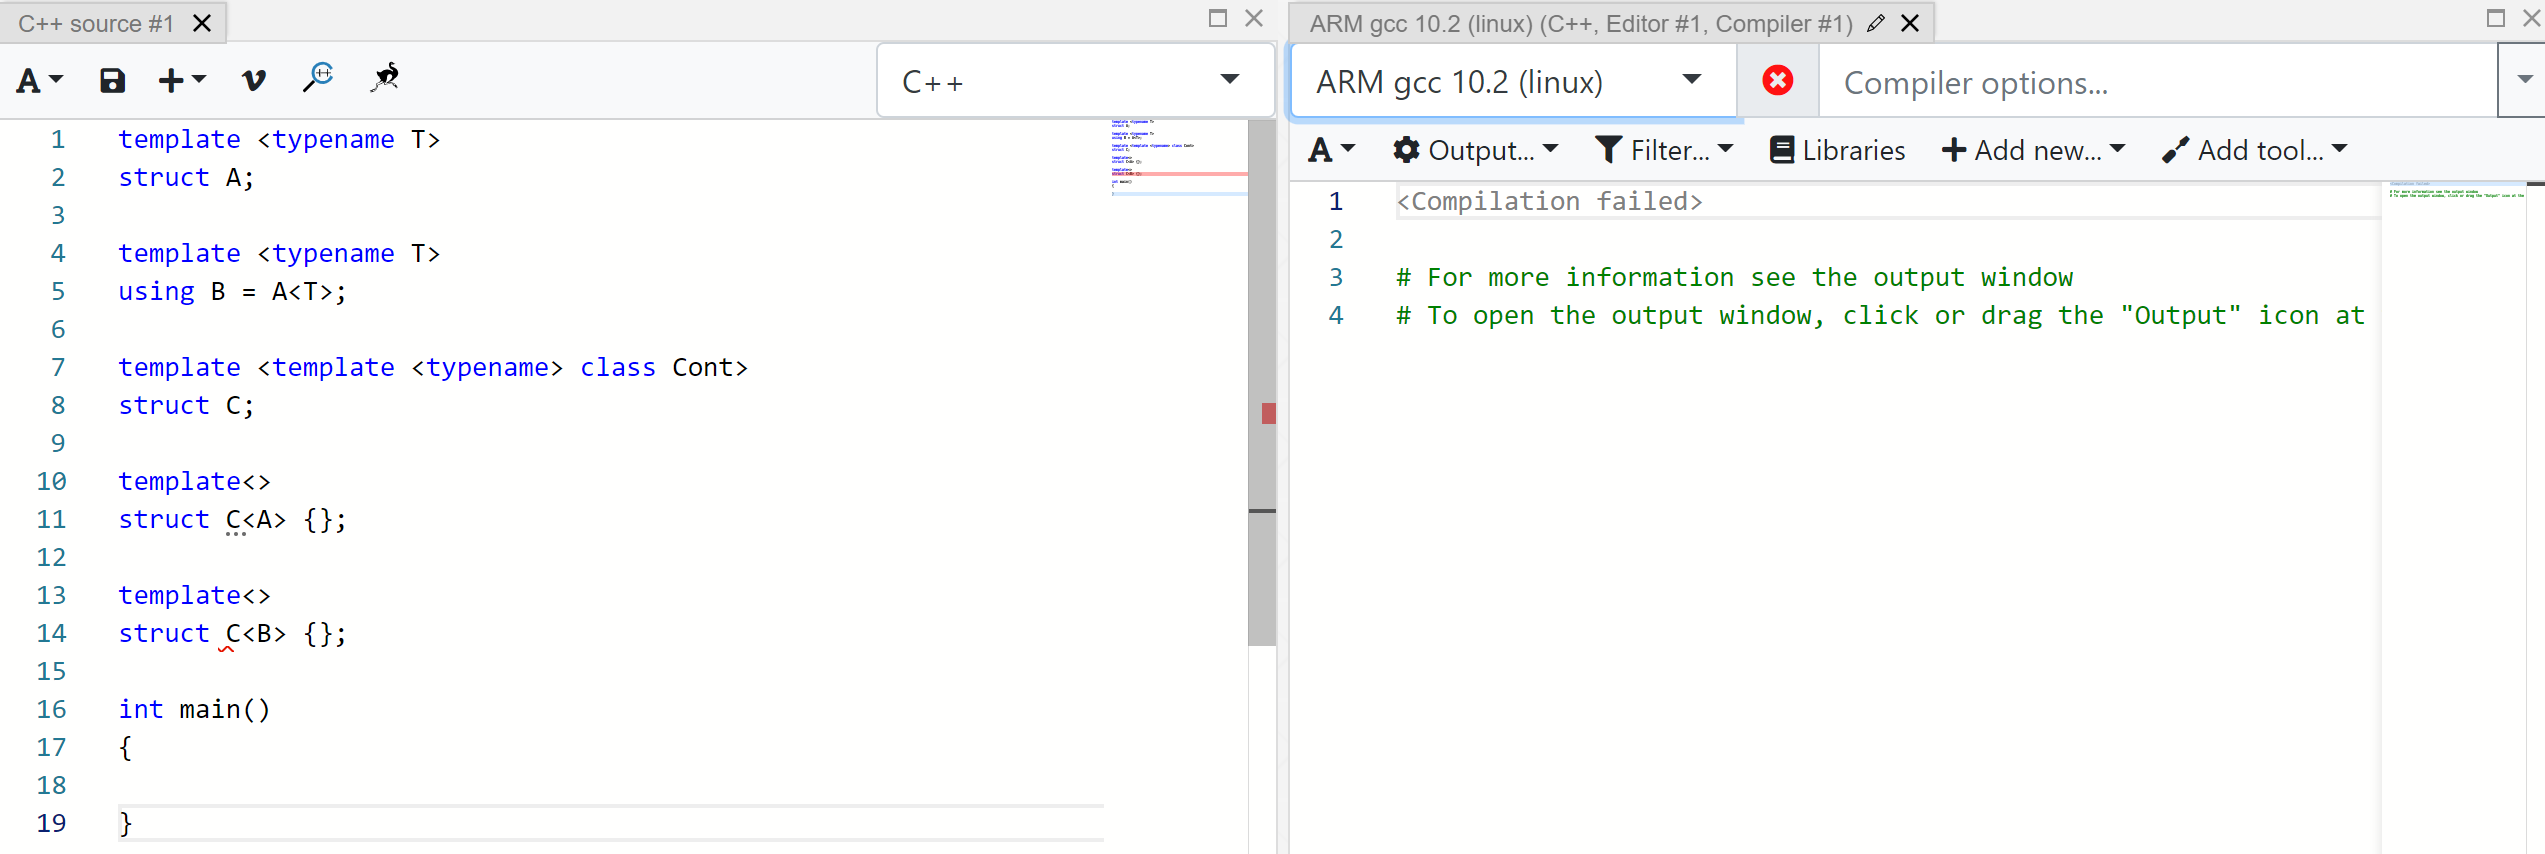 C++ source #1
A
C++
1 template <typename T>
2 struct A;
3
4 template <typename T>
5 using B = A<T>;
6
7 template <template <typename> class Cont>
8 struct C;
9
10 template<>
11 struct C<A> {};
12
13 template<>
14 struct C<B> {};
15
16 int main()
17 {
18
19 }
ARM gcc 10.2 (linux) (C++, Editor #1, Compiler #1)
ARM gcc 10.2 (linux)
Compiler options...
A Output... Filter... Libraries Add new... Add tool...
1 <Compilation failed>
2
3 # For more information see the output window
4 # To open the output window, click or drag the "Output" icon at